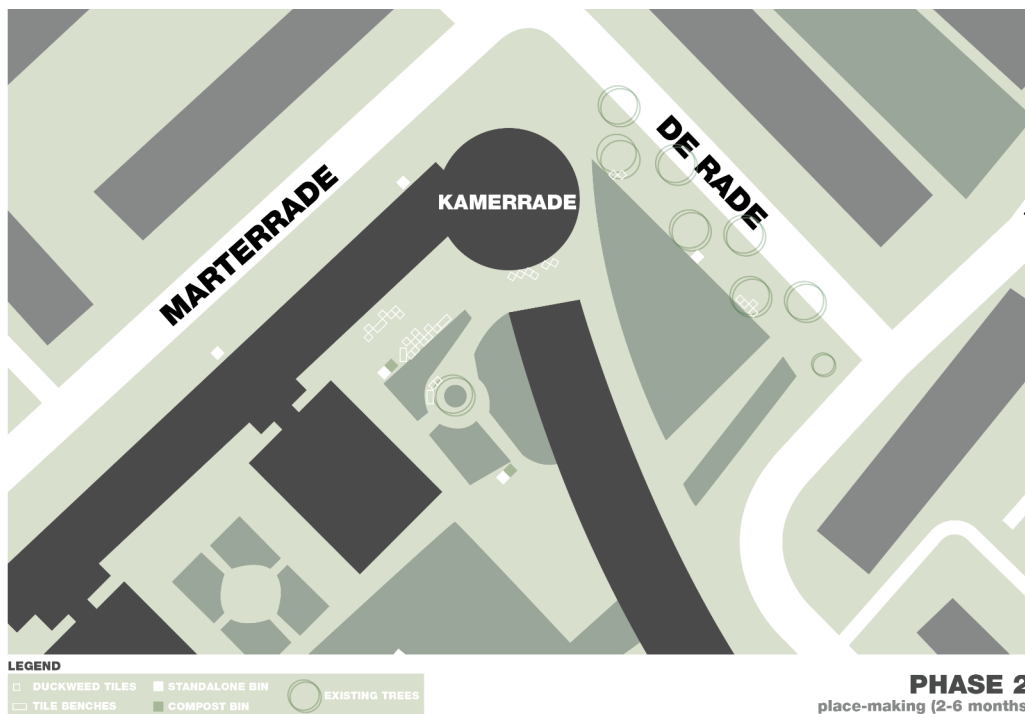 DE RADE
KAMERRADE
MARTERRADE
LEGEND
DUCKWEED TILES
STANDALONE BIN
EXISTING TREES
TILE BENCHES
COMPOST BIN
PHASE 2
place-making (2-6 months